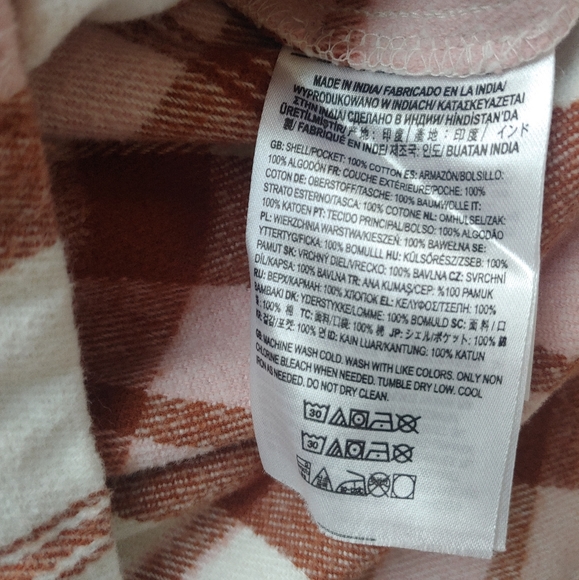 MADE IN INDIA/ FABRICADO EN LA INDIA/
WYPRODUKOWANO W INDIACH/ ΚΑΤΑΣΚΕΥΑΖΕΤΑΙ
ΣΤΗΝ ΙΝΔΙΑ/ СДЕЛАНО В ИНДИИ/ HİNDİSTAN'DA
ÜRETİLMİŞTİR/ 产地：印度/ 產地：印度/ インド
製/ FABRIQUÉ EN INDE/ 제조국: 인도/ BUATAN INDIA
GB: SHELL/POCKET: 100% COTTON ES: ARMAZÓN/BOLSILLO:
100% ALGODÓN FR: COUCHE EXTÉRIEURE/POCHE: 100%
COTON DE: OBERSTOFF/TASCHE: 100% BAUMWOLLE IT:
STRATO ESTERNO/TASCA: 100% COTONE NL: OMHULSEL/ZAK:
100% KATOEN PT: TECIDO PRINCIPAL/BOLSO: 100% ALGODÃO
PL: WIERZCHNIA WARSTWA/KIESZEŃ: 100% BAWEŁNA SE:
YTTERTYG/FICKA: 100% BOMULL HU: KÜLSŐRÉSZ/ZSEB: 100%
PAMUT SK: VRCHNÝ DIEL/VRECKO: 100% BAVLNA CZ: SVRCHNÍ
DÍL/KAPSA: 100% BAVLNA TR: ANA KUMAŞ/CEP: %100 PAMUK
RU: ВЕРХ/КАРМАН: 100% ХЛОПОК EL: ΚΕΛΥΦΟΣ/ΤΣΕΠΗ: 100%
ΒΑΜΒΑΚΙ DK: YDERSTYKKE/LOMME: 100% BOMULD SC: 面料/口
袋: 100% 棉 TC: 面料/口袋: 100% 棉 JP: シェル/ポケット: 100% 綿
KR: 겉감/포켓: 100% 면 ID: KAIN LUAR/KANTUNG: 100% KATUN
GB: MACHINE WASH COLD. WASH WITH LIKE COLORS. ONLY NON
CHLORINE BLEACH WHEN NEEDED. TUMBLE DRY LOW. COOL
IRON AS NEEDED. DO NOT DRY CLEAN.
30
30